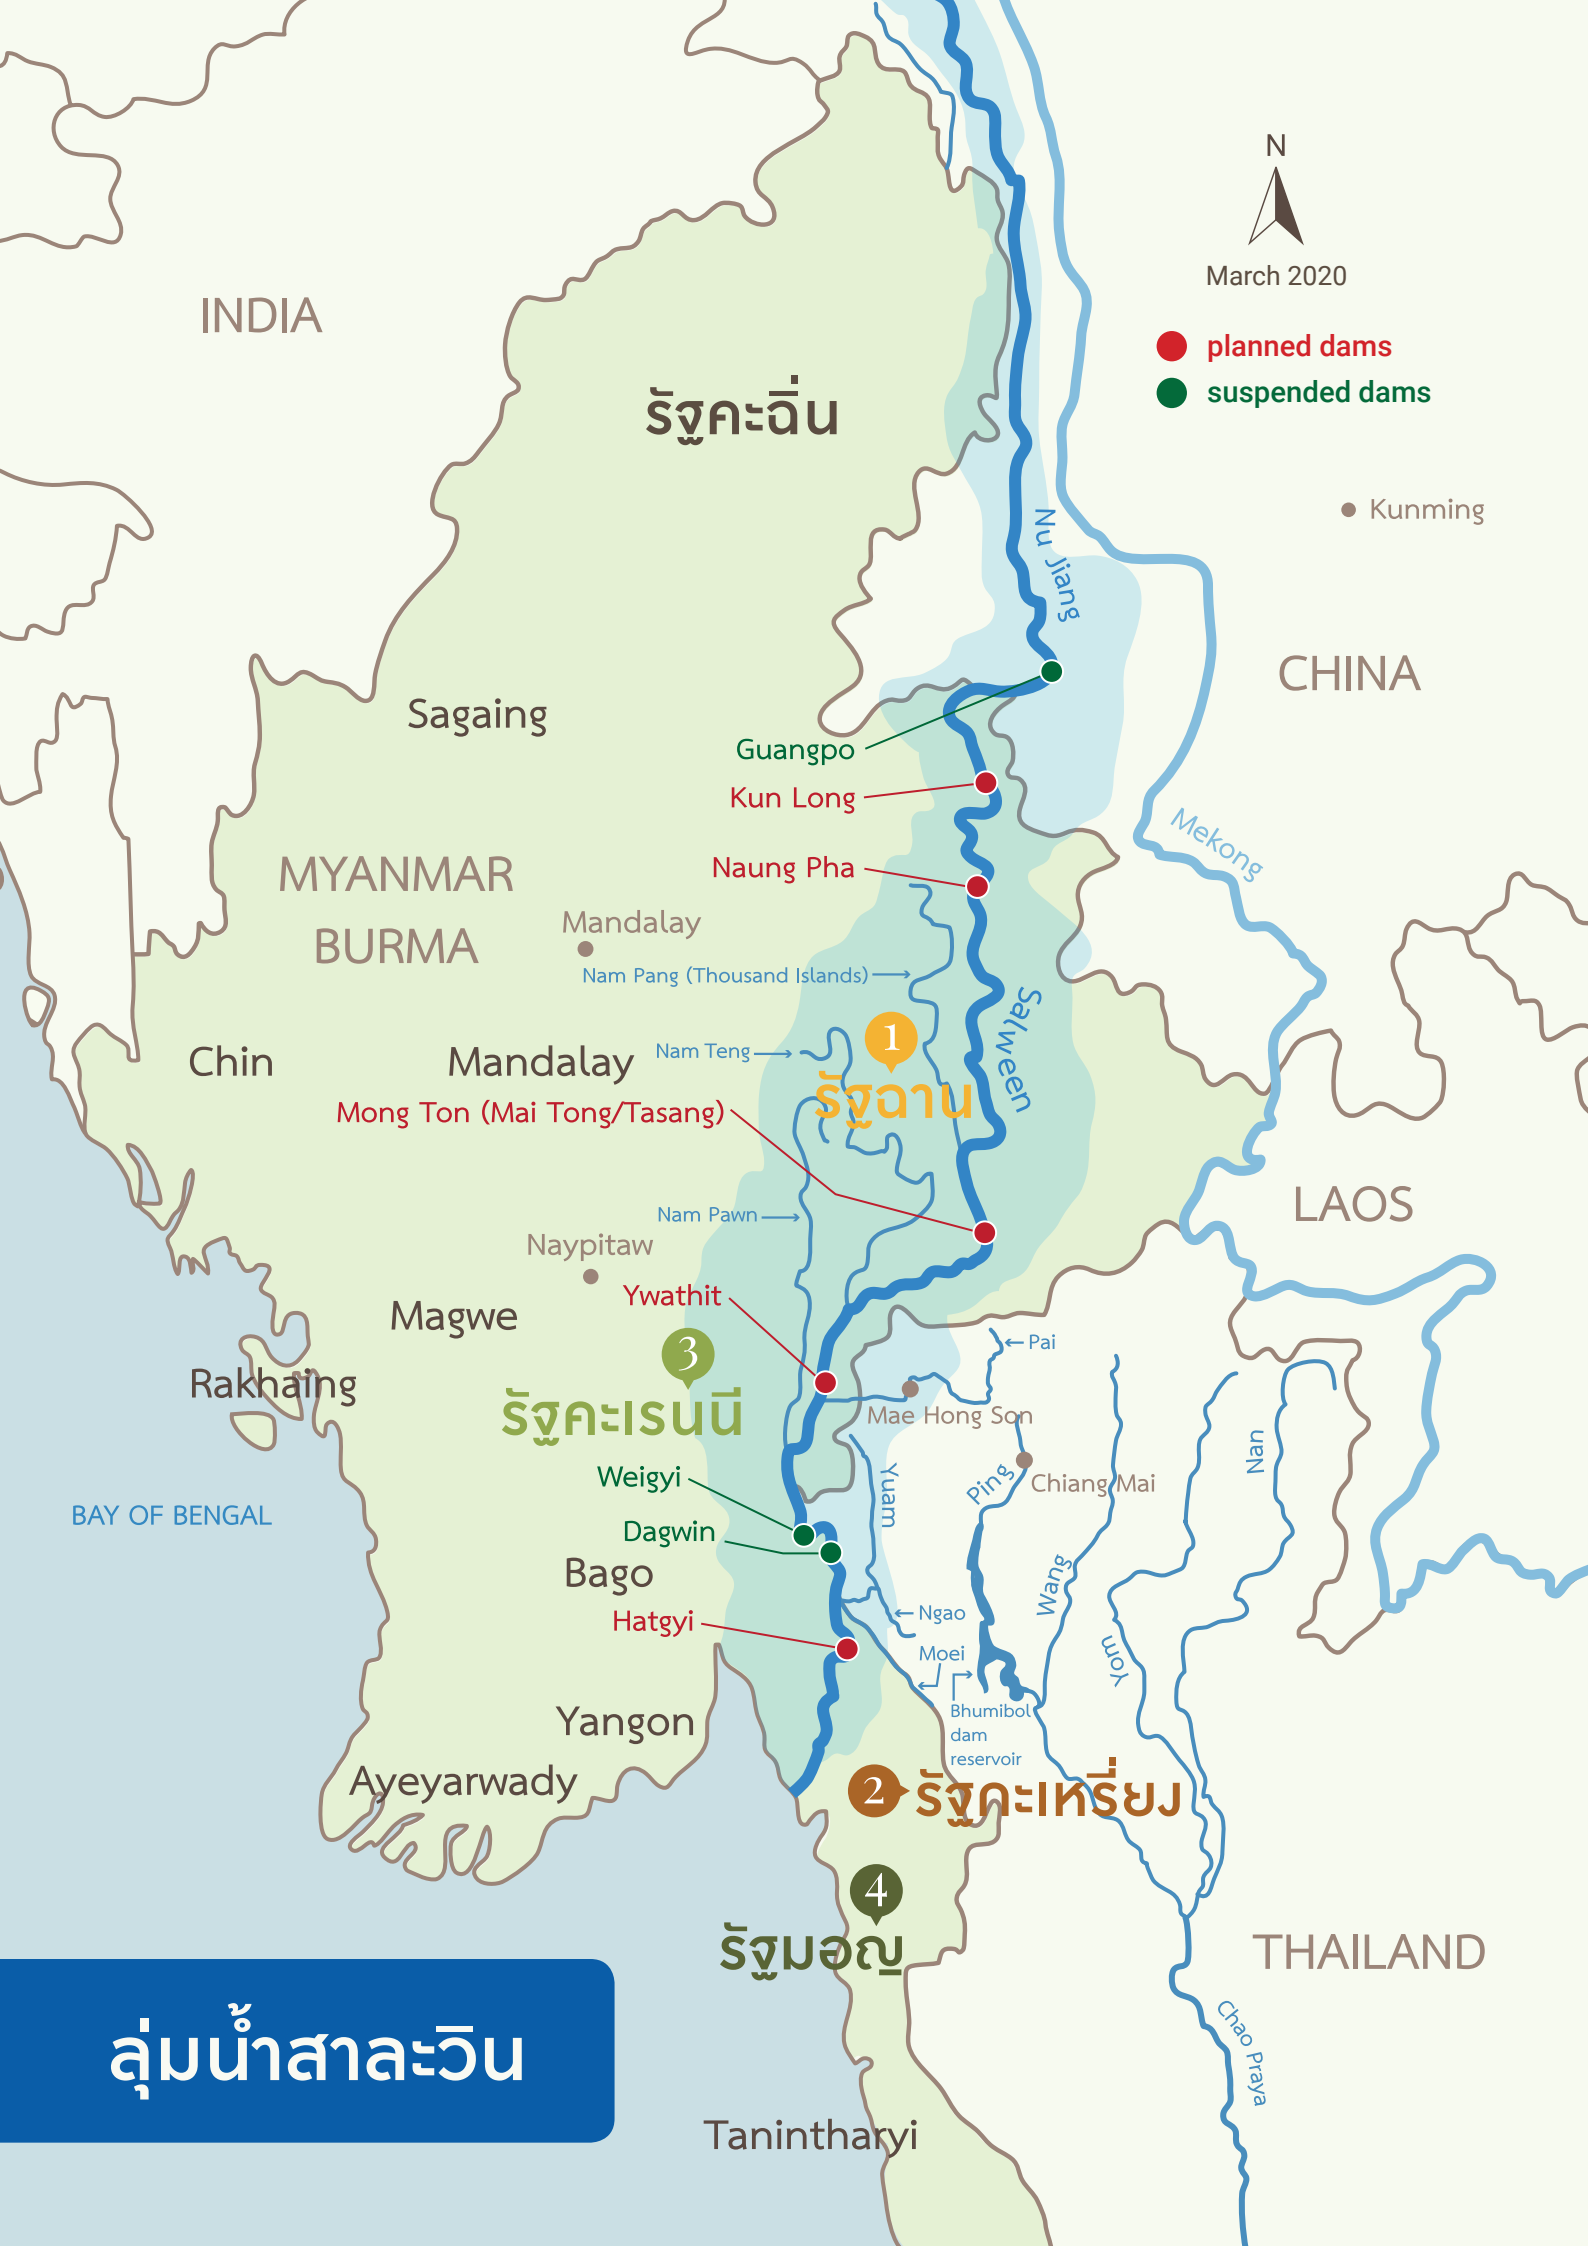 N
March 2020
planned dams
suspended dams
INDIA
รัฐคะฉิ่น
Kunming
Nu Jiang
CHINA
Sagaing
Guangpo
Kun Long
Mekong
MYANMAR
BURMA
Naung Pha
Mandalay
Nam Pang (Thousand Islands)
Salween
1
รัฐฉาน
Chin
Mandalay
Nam Teng
Mong Ton (Mai Tong/Tasang)
LAOS
Nam Pawn
Naypitaw
Ywathit
Magwe
3
รัฐคะเรนนี
Pai
Rakhaing
Mae Hong Son
Nan
Weigyi
Yuam
Ping
Chiang Mai
BAY OF BENGAL
Dagwin
Bago
Wang
Hatgyi
Ngao
Moei
Yom
Yangon
Bhumibol
dam
reservoir
Ayeyarwady
2
รัฐคะเหรี่ยง
4
รัฐมอญ
THAILAND
Chao Praya
ลุ่มน้ำสาละวิน
Tanintharyi